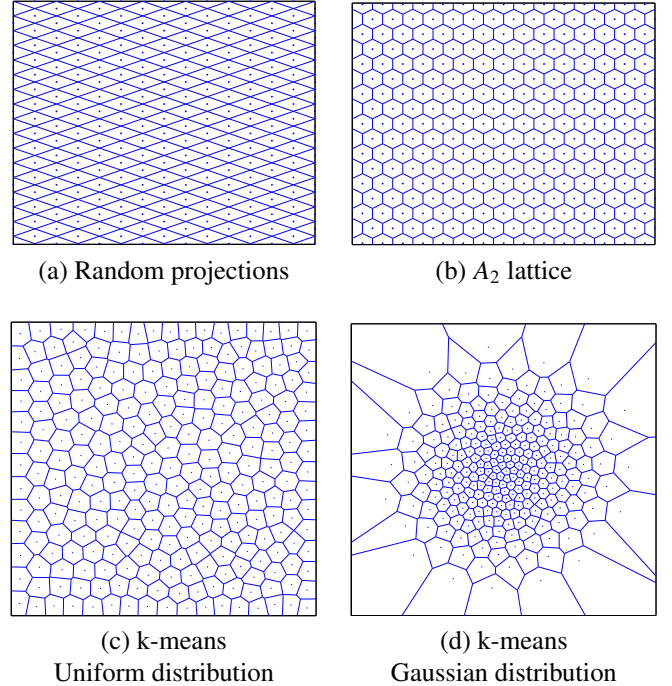 (a) Random projections
(b) A₂ lattice
(c) k-means
Uniform distribution
(d) k-means
Gaussian distribution